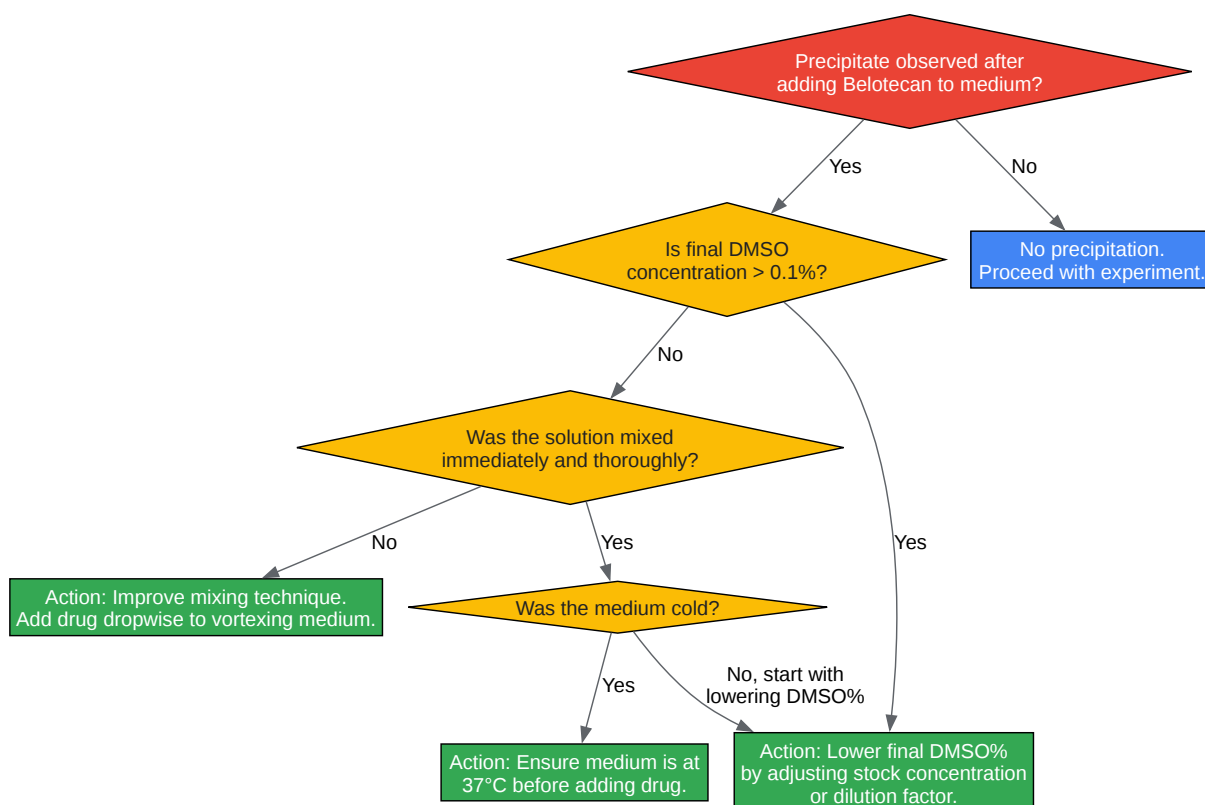 Precipitate observed after
adding Belotecan to medium?
Yes
No
Is final DMSO
concentration > 0.1%?
No precipitation.
Proceed with experiment.
No
Yes
Was the solution mixed
immediately and thoroughly?
No
Yes
Action: Improve mixing technique.
Add drug dropwise to vortexing medium.
Was the medium cold?
Yes
No, start with
lowering DMSO%
Action: Ensure medium is at
37°C before adding drug.
Action: Lower final DMSO%
by adjusting stock concentration
or dilution factor.